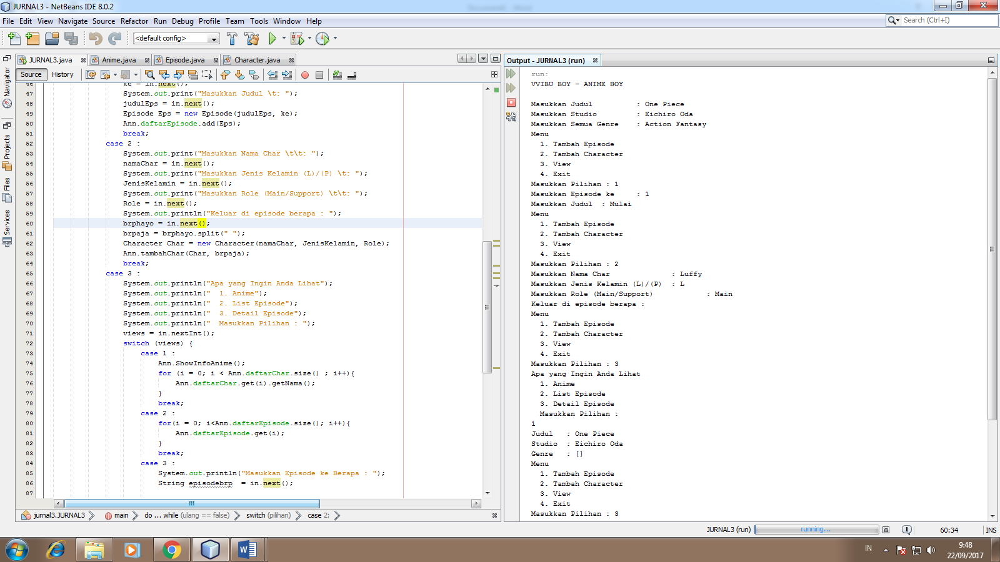 JURNAL3 - NetBeans IDE 8.0.2
File Edit View Navigate Source Refactor Run Debug Profile Team Tools Window Help
Search (Ctrl+I)
<default config>
JURNAL3.java Anime.java Episode.java Character.java
Source History
Navigator
Projects
Files
Services
46 ke = in.next();
47 System.out.print("Masukkan Judul \t: ");
48 judulEps = in.next();
49 Episode Eps = new Episode(judulEps, ke);
50 Ann.daftarEpisode.add(Eps);
51 break;
52 case 2 :
53 System.out.print("Masukkan Nama Char \t\t: ");
54 namaChar = in.next();
55 System.out.print("Masukkan Jenis Kelamin (L)/(P) \t: ");
56 JenisKelamin = in.next();
57 System.out.print("Masukkan Role (Main/Support) \t\t: ");
58 Role = in.next();
59 System.out.println("Keluar di episode berapa : ");
60 brphayo = in.next();
61 brpaja = brphayo.split(" ");
62 Character Char = new Character(namaChar, JenisKelamin, Role);
63 Ann.tambahChar(Char, brpaja);
64 break;
65 case 3 :
66 System.out.println("Apa yang Ingin Anda Lihat");
67 System.out.println("  1. Anime");
68 System.out.println("  2. List Episode");
69 System.out.println("  3. Detail Episode");
70 System.out.println("  Masukkan Pilihan : ");
71 views = in.nextInt();
72 switch (views) {
73 case 1 :
74 Ann.ShowInfoAnime();
75 for (i = 0; i < Ann.daftarChar.size() ; i++){
76 Ann.daftarChar.get(i).getNama();
77 }
78 break;
79 case 2 :
80 for(i = 0; i<Ann.daftarEpisode.size(); i++){
81 Ann.daftarEpisode.get(i);
82 }
83 break;
84 case 3 :
85 System.out.println("Masukkan Episode ke Berapa : ");
86 String episodebrp  = in.next();
87
jurnal3.JURNAL3 main do ... while (ulang == false) switch (pilihan) case 2:
Output - JURNAL3 (run)
run:
VVIBU BOY - ANIME BOY
Masukkan Judul : One Piece
Masukkan Studio : Eichiro Oda
Masukkan Semua Genre : Action Fantasy
Menu
1. Tambah Episode
2. Tambah Character
3. View
4. Exit
Masukkan Pilihan : 1
Masukkan Episode ke : 1
Masukkan Judul : Mulai
Menu
1. Tambah Episode
2. Tambah Character
3. View
4. Exit
Masukkan Pilihan : 2
Masukkan Nama Char : Luffy
Masukkan Jenis Kelamin (L)/(P) : L
Masukkan Role (Main/Support) : Main
Keluar di episode berapa :
Menu
1. Tambah Episode
2. Tambah Character
3. View
4. Exit
Masukkan Pilihan : 3
Apa yang Ingin Anda Lihat
1. Anime
2. List Episode
3. Detail Episode
Masukkan Pilihan :
1
Judul : One Piece
Studio : Eichiro Oda
Genre : []
Menu
1. Tambah Episode
2. Tambah Character
3. View
4. Exit
Masukkan Pilihan : 3
JURNAL3 (run) running... 1 60:34 INS
IN
9:48
22/09/2017